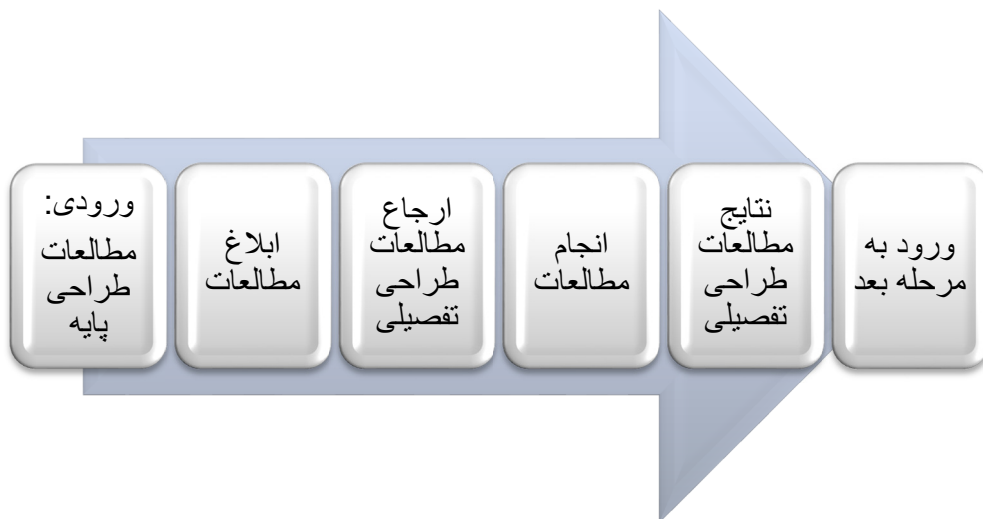 ورودی:
مطالعات
طراحی
پایه
ابلاغ
مطالعات
ارجاع
مطالعات
طراحی
تفصیلی
انجام
مطالعات
نتایج
مطالعات
طراحی
تفصیلی
ورود به
مرحله بعد